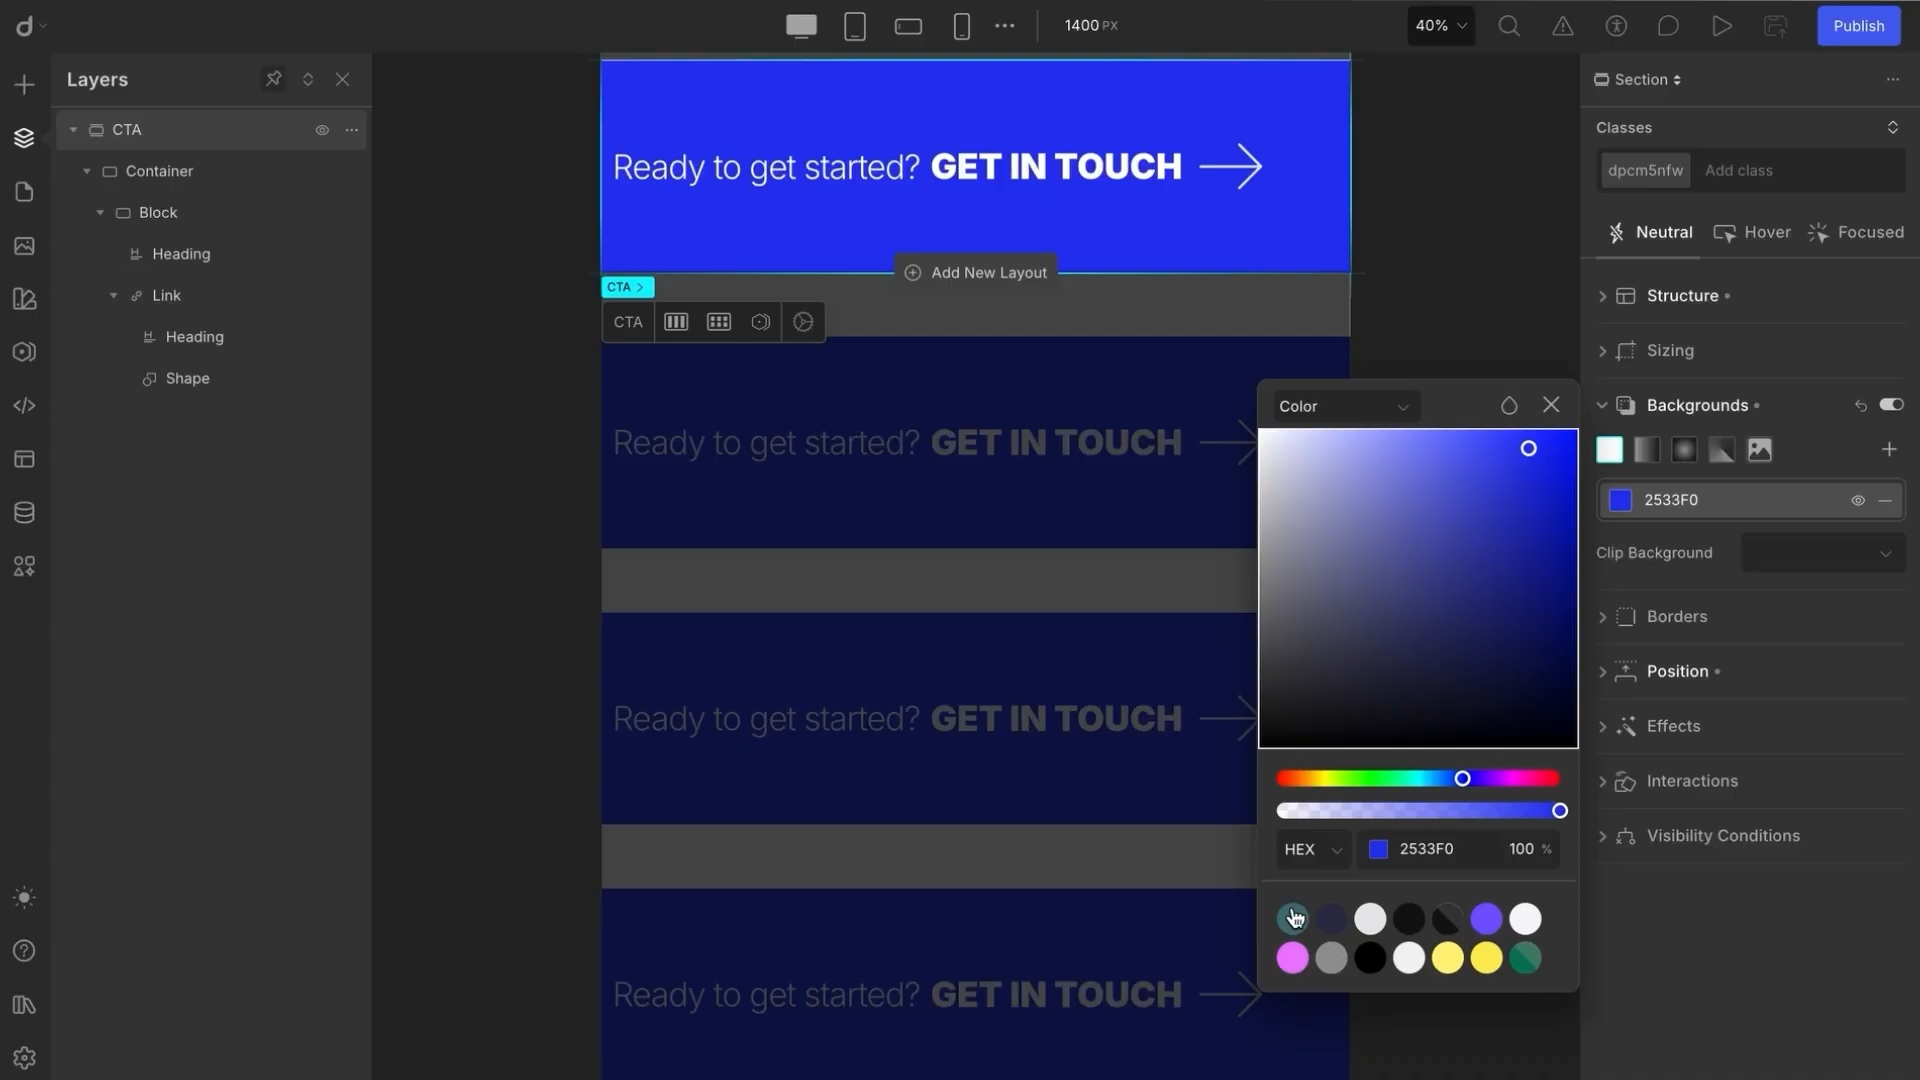 1400 PX
40%
Publish
Layers
CTA
Container
Block
Heading
Link
Heading
Shape
Ready to get started? GET IN TOUCH
Add New Layout
CTA >
CTA
Ready to get started? GET IN TOUCH
Ready to get started? GET IN TOUCH
Ready to get started? GET IN TOUCH
Color
HEX
2533F0
100 %
Section
Classes
dpcm5nfw
Add class
Neutral
Hover
Focused
Structure
Sizing
Backgrounds
2533F0
Clip Background
Borders
Position
Effects
Interactions
Visibility Conditions